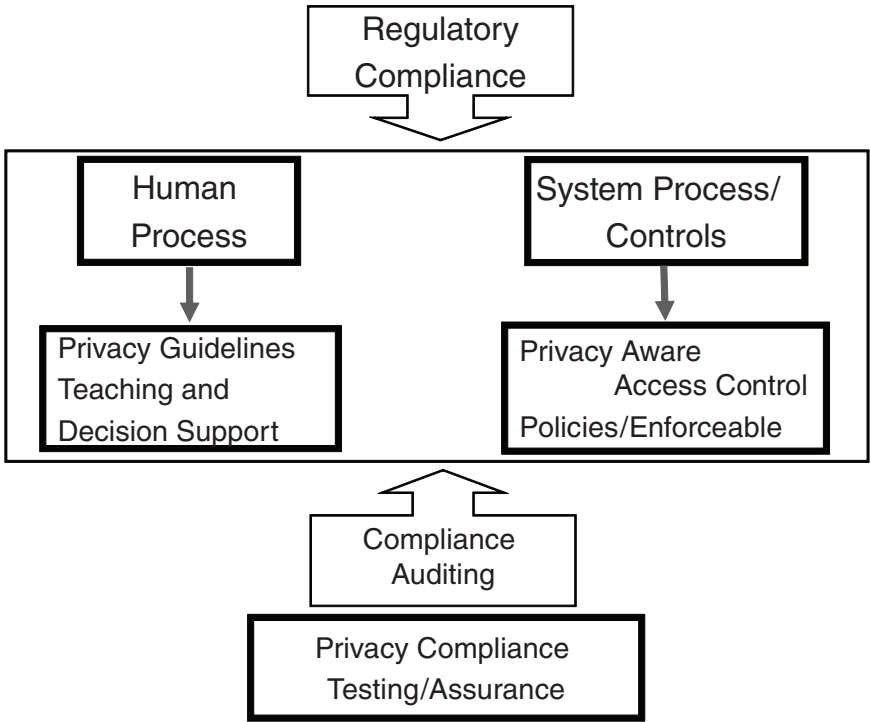 Regulatory
Compliance
Human
Process
System Process/
Controls
Privacy Guidelines
Teaching and
Decision Support
Privacy Aware
Access Control
Policies/Enforceable
Compliance
Auditing
Privacy Compliance
Testing/Assurance